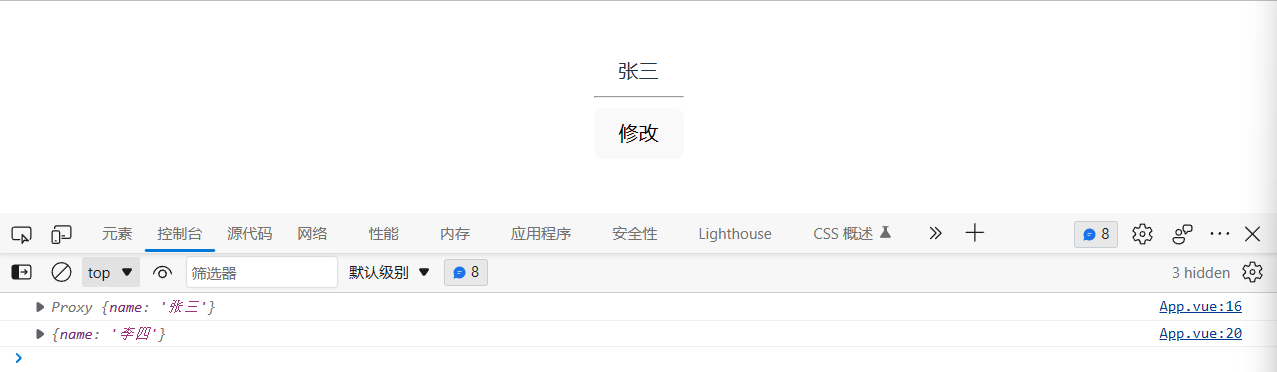 张三
修改
元素 控制台 源代码 网络 性能 内存 应用程序 安全性 Lighthouse CSS 概述 8
top 筛选器 默认级别 8 3 hidden
Proxy {name: '张三'} App.vue:16
{name: '李四'} App.vue:20